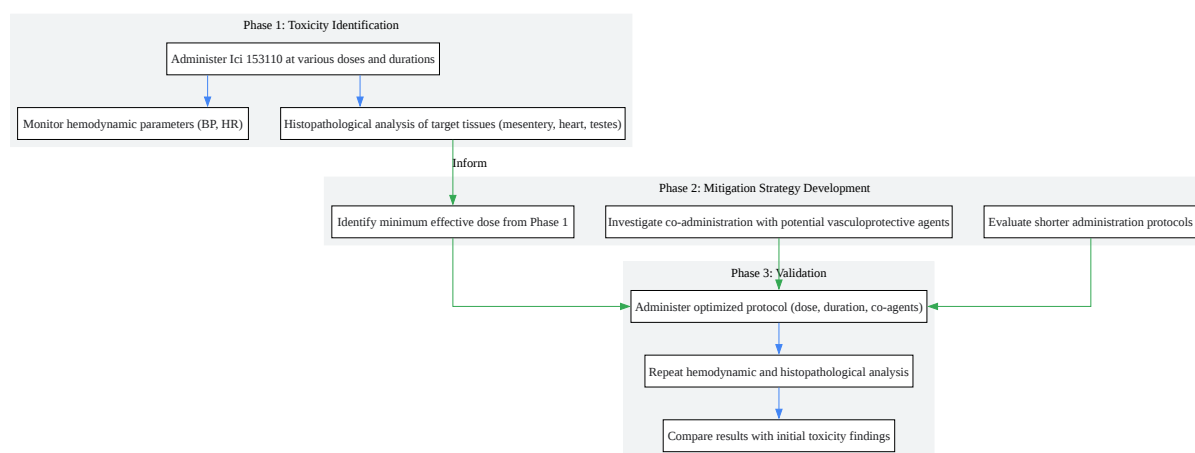 Phase 1: Toxicity Identification
Administer Ici 153110 at various doses and durations
Monitor hemodynamic parameters (BP, HR)
Histopathological analysis of target tissues (mesentery, heart, testes)
Inform
Phase 2: Mitigation Strategy Development
Identify minimum effective dose from Phase 1
Investigate co-administration with potential vasculoprotective agents
Evaluate shorter administration protocols
Phase 3: Validation
Administer optimized protocol (dose, duration, co-agents)
Repeat hemodynamic and histopathological analysis
Compare results with initial toxicity findings